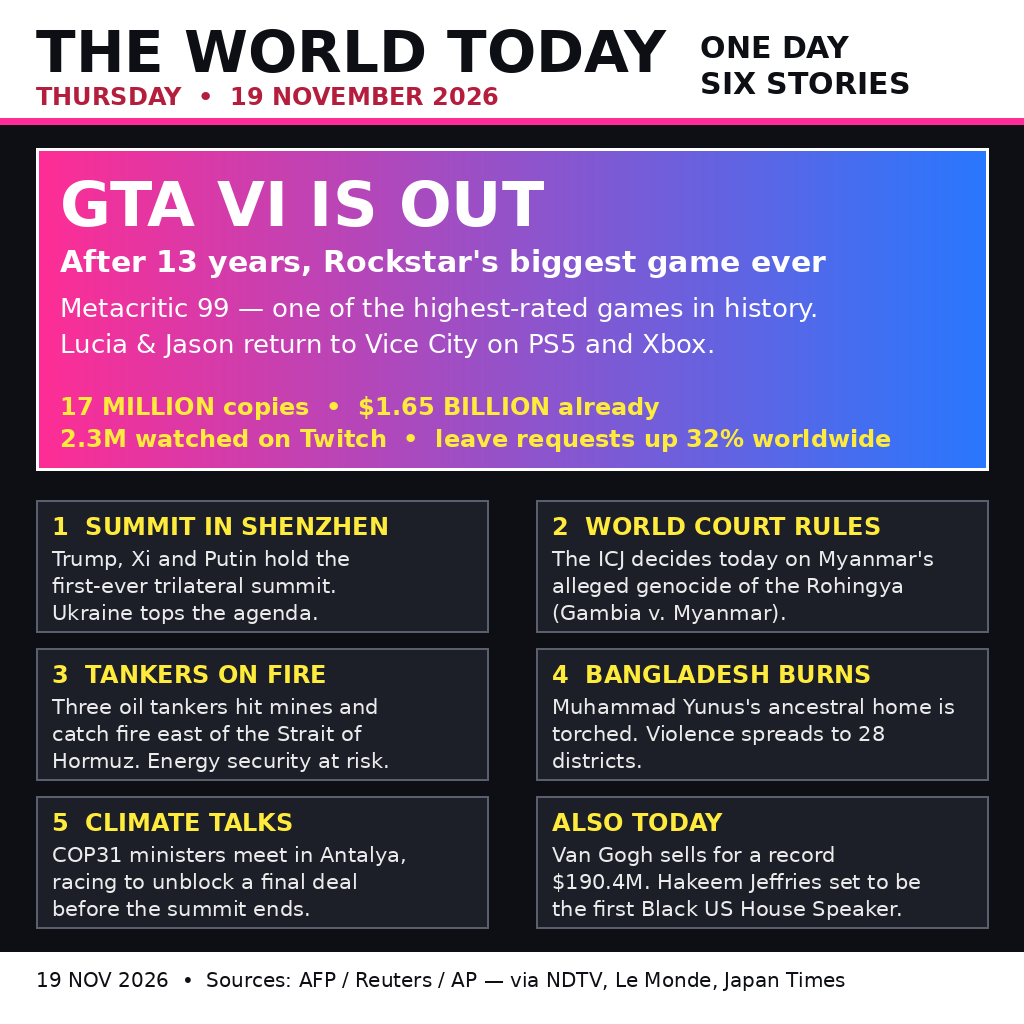 THE WORLD TODAY
THURSDAY • 19 NOVEMBER 2026
ONE DAY
SIX STORIES
GTA VI IS OUT
After 13 years, Rockstar's biggest game ever
Metacritic 99 — one of the highest-rated games in history.
Lucia & Jason return to Vice City on PS5 and Xbox.
17 MILLION copies • $1.65 BILLION already
2.3M watched on Twitch • leave requests up 32% worldwide
1 SUMMIT IN SHENZHEN
Trump, Xi and Putin hold the
first-ever trilateral summit.
Ukraine tops the agenda.
2 WORLD COURT RULES
The ICJ decides today on Myanmar's
alleged genocide of the Rohingya
(Gambia v. Myanmar).
3 TANKERS ON FIRE
Three oil tankers hit mines and
catch fire east of the Strait of
Hormuz. Energy security at risk.
4 BANGLADESH BURNS
Muhammad Yunus's ancestral home is
torched. Violence spreads to 28
districts.
5 CLIMATE TALKS
COP31 ministers meet in Antalya,
racing to unblock a final deal
before the summit ends.
ALSO TODAY
Van Gogh sells for a record
$190.4M. Hakeem Jeffries set to be
the first Black US House Speaker.
19 NOV 2026 • Sources: AFP / Reuters / AP — via NDTV, Le Monde, Japan Times